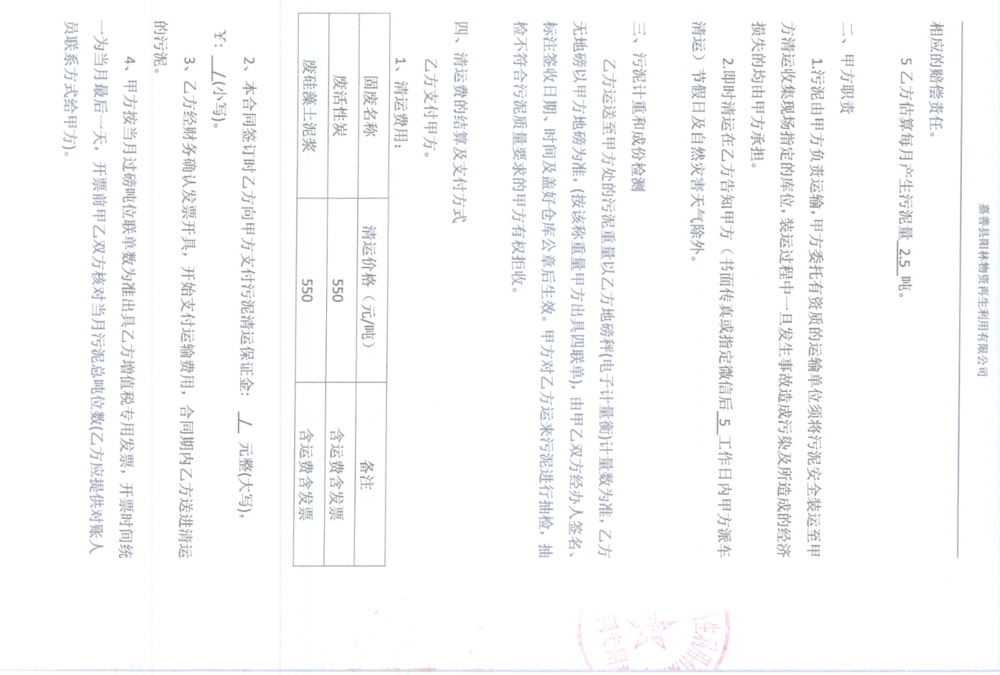 嘉善县阳林物资再生利用有限公司
相应的赔偿责任。
5 乙方估算每月产生污泥量 2.5 吨。
二、甲方职责
1.污泥由甲方负责运输,甲方委托有资质的运输单位须将污泥安全装运至甲
方清运收集现场指定的库位,装运过程中一旦发生事故造成污染及所造成的经济
损失的均由甲方承担。
2.即时清运在乙方告知甲方（书面传真或指定微信后 5 工作日内甲方派车
清运）节假日及自然灾害天气除外。
三、污泥计重和成份检测
乙方运送至甲方处的污泥重量以乙方地磅秤(电子计量衡)计量数为准,乙方
无地磅以甲方地磅为准,(按该称重量甲方出具四联单),由甲乙双方经办人签名、
标注签收日期、时间及盖好仓库公章后生效。甲方对乙方运来污泥进行抽检,抽
检不符合污泥质量要求的甲方有权拒收。
四、清运费的结算及支付方式
乙方支付甲方。
1、清运费用:
固废名称 清运价格（元/吨） 备注
废活性炭 550 含运费含发票
废硅藻土泥浆 550 含运费含发票
2、本合同签订时乙方向甲方支付污泥清运保证金: / 元整(大写),
￥: /(小写)。
3、乙方经财务确认发票开具,开始支付运输费用,合同期内乙方送进清运
的污泥。
4、甲方按当月过磅吨位联单数为准出具乙方增值税专用发票,开票时间统
一为当月最后一天,开票前甲乙双方核对当月污泥总吨位数(乙方应提供对账人
员联系方式给甲方)。
生利用
同专用